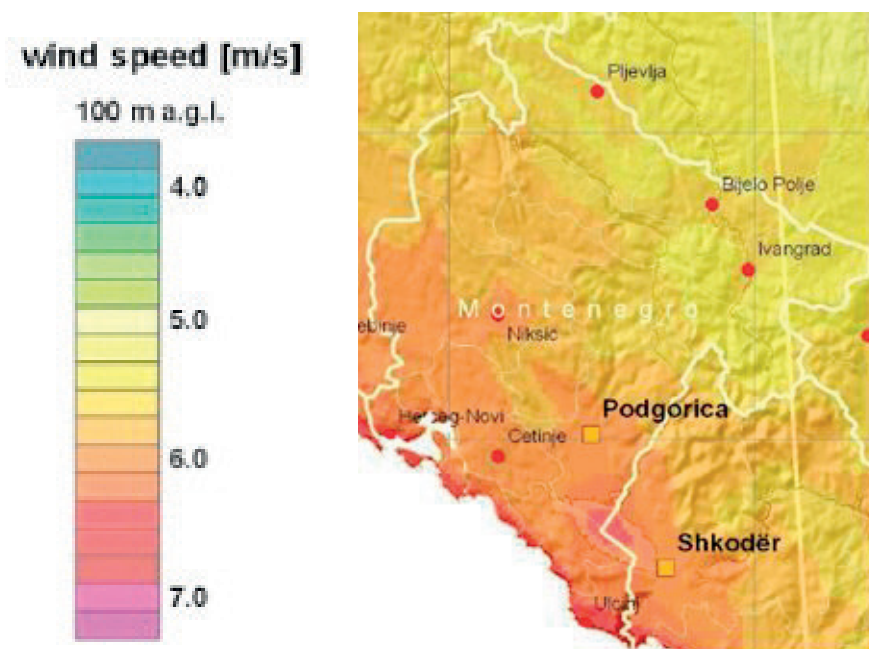 wind speed [m/s]
100 m a.g.l.
4.0
5.0
6.0
7.0
Pljevlja
Bijelo Polje
Ivangrad
Montenegro
ebinje
Niksic
Podgorica
Herceg-Novi
Cetinje
Shkodër
Ulcinj